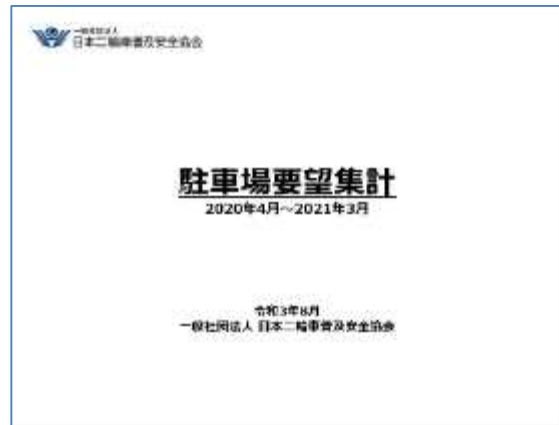 一般社団法人
日本二輪車普及安全協会
駐車場要望集計
2020年4月~2021年3月
令和3年8月
一般社団法人 日本二輪車普及安全協会